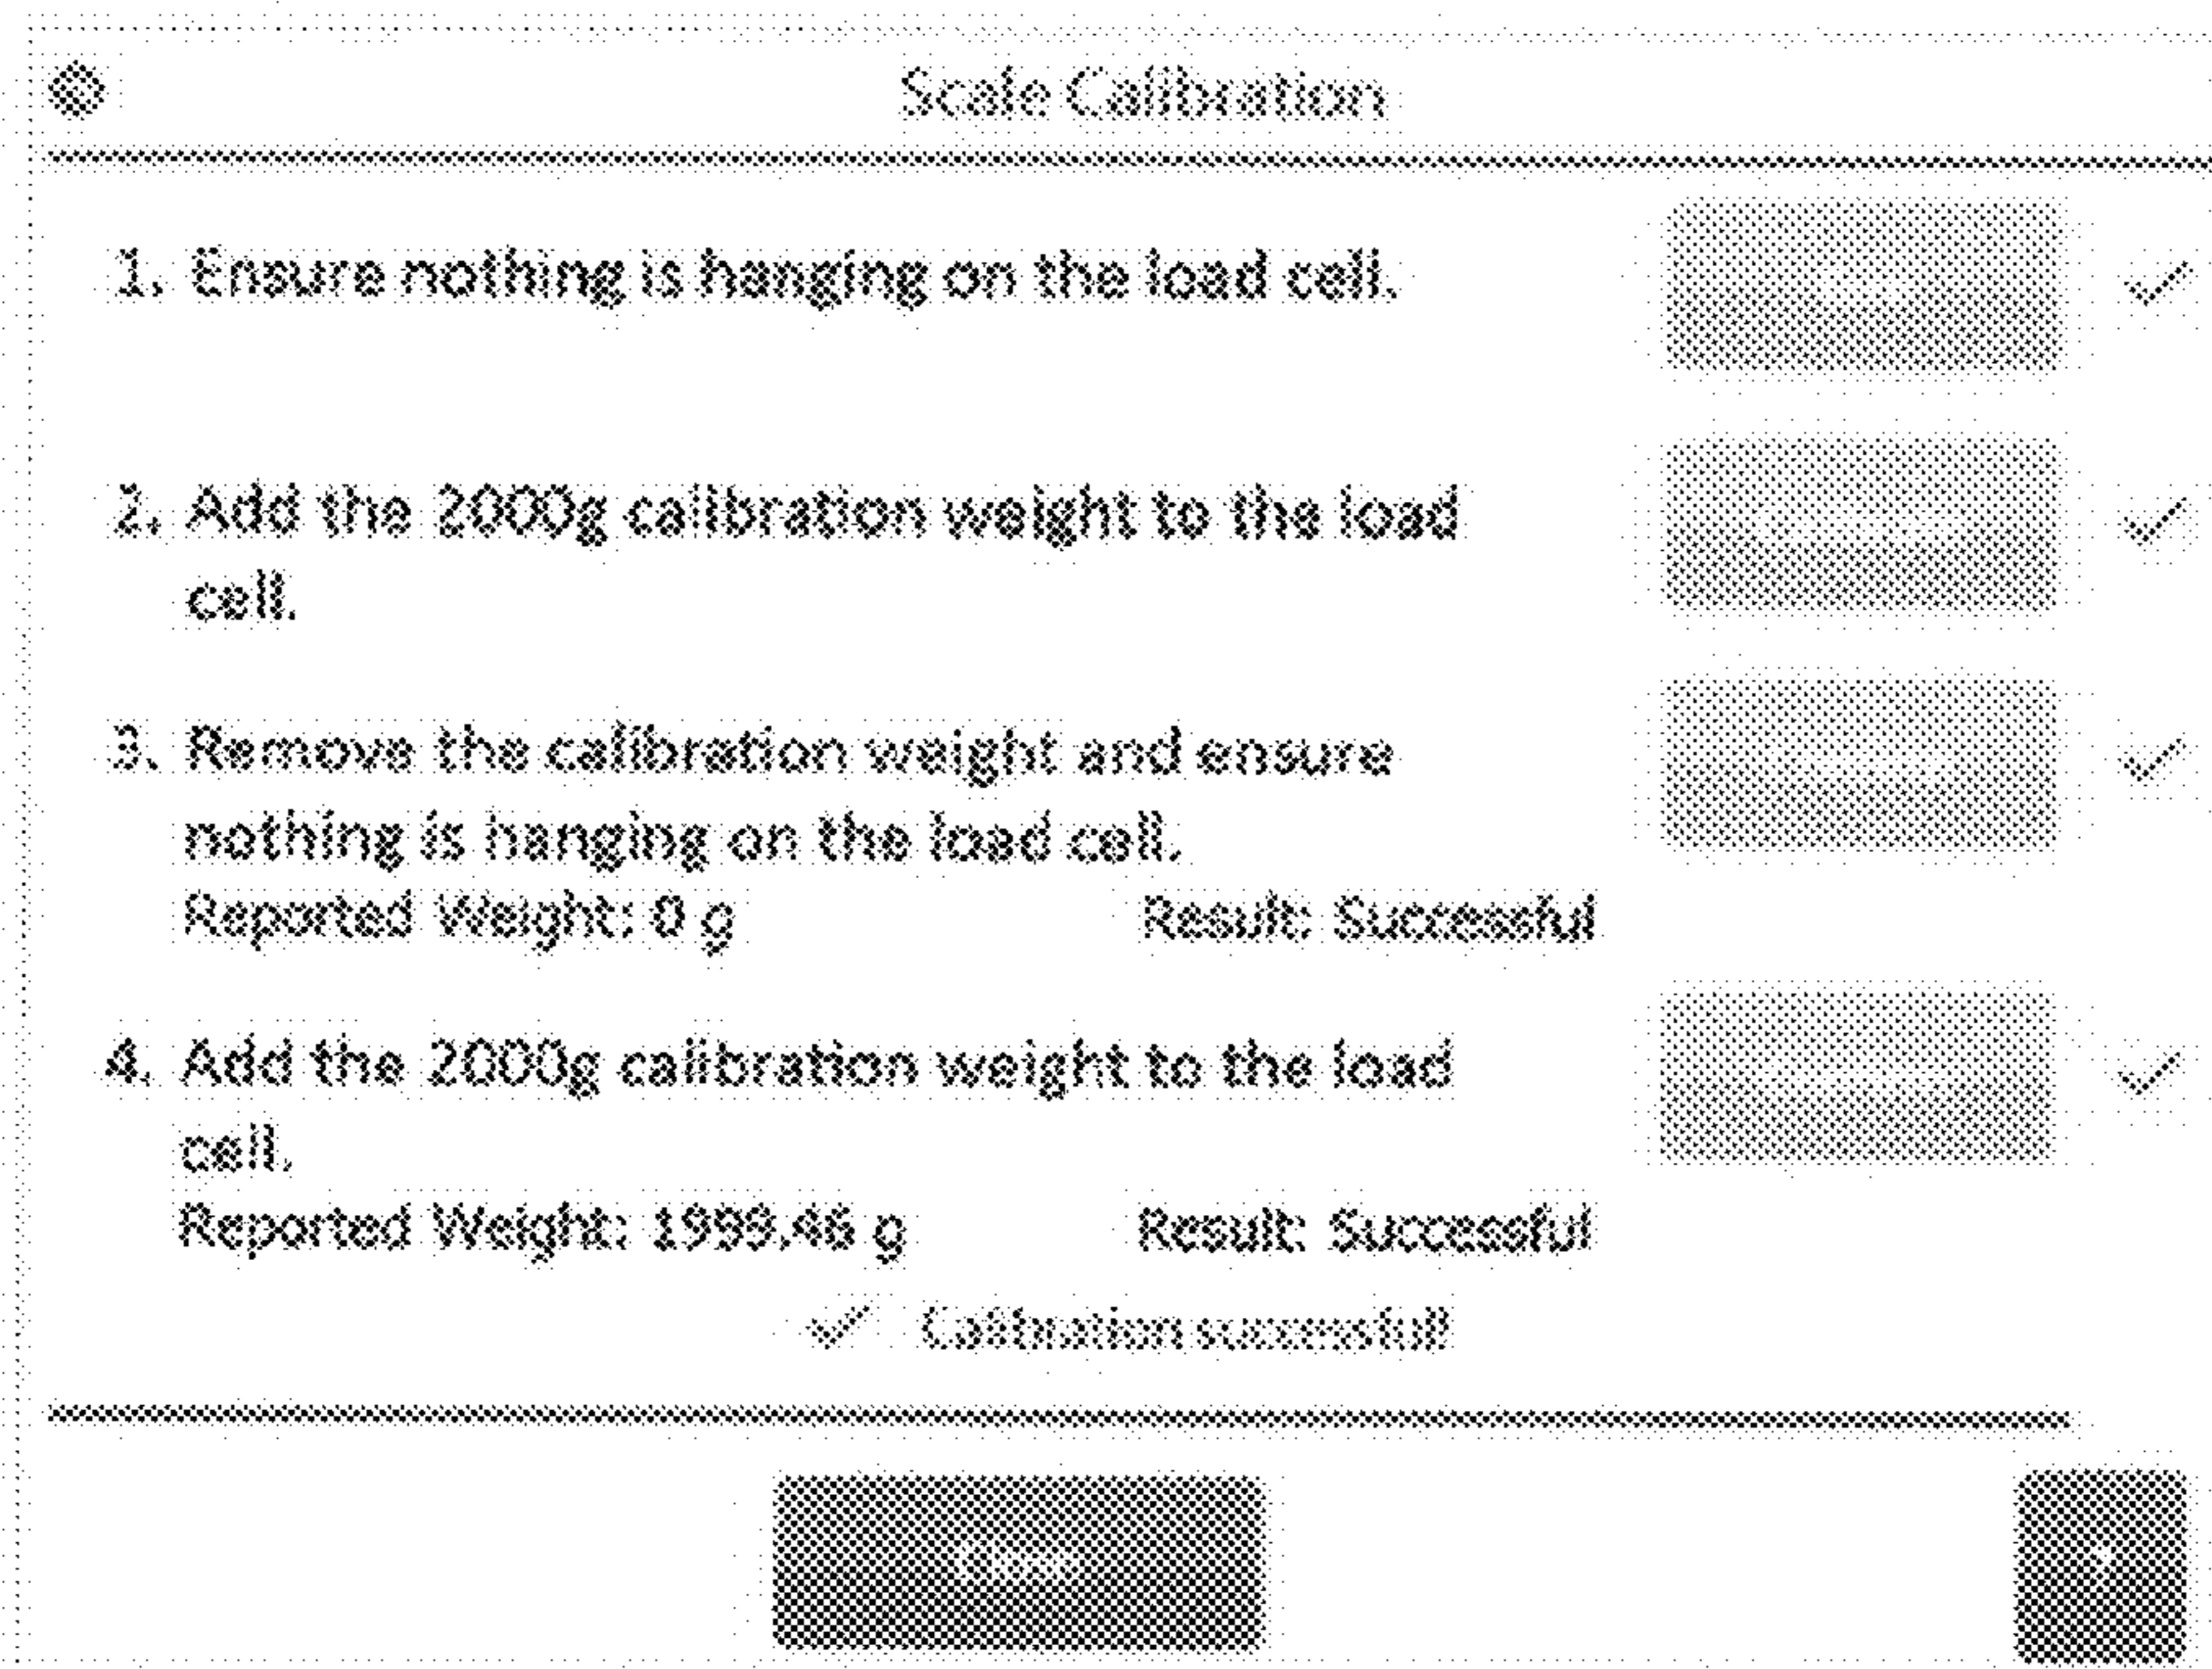 Scale Calibration
1. Ensure nothing is hanging on the load cell.
2. Add the 2000g calibration weight to the load
cell.
3. Remove the calibration weight and ensure
nothing is hanging on the load cell.
Reported Weight: 0 g Result: Successful
4. Add the 2000g calibration weight to the load
cell.
Reported Weight: 1999.46 g Result: Successful
Calibration successful!